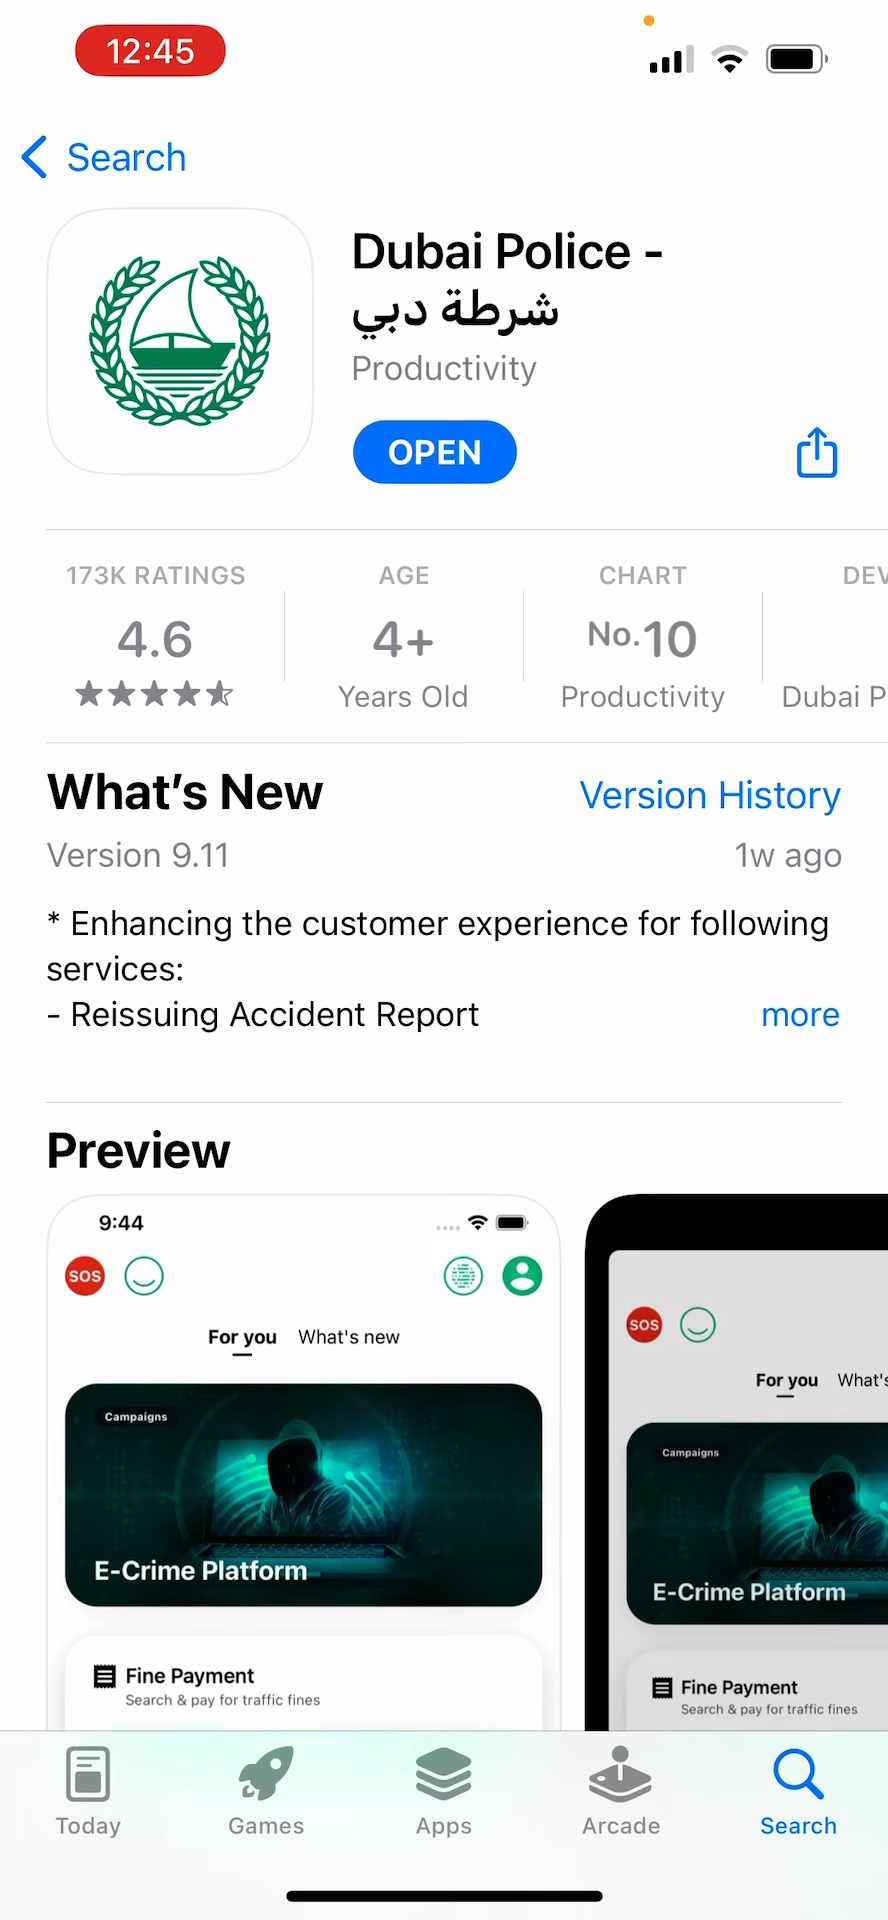 12:45
Search
Dubai Police -
شرطة دبي
Productivity
OPEN
173K RATINGS
4.6
AGE
4+
Years Old
CHART
No.10
Productivity
DEV
Dubai P
What's New
Version History
Version 9.11
1w ago
* Enhancing the customer experience for following
services:
- Reissuing Accident Report
more
Preview
9:44
SOS
For you
What's new
Campaigns
E-Crime Platform
Fine Payment
Search & pay for traffic fines
SOS
For you
What's
Campaigns
E-Crime Platform
Fine Payment
Search & pay for traffic fines
Today
Games
Apps
Arcade
Search